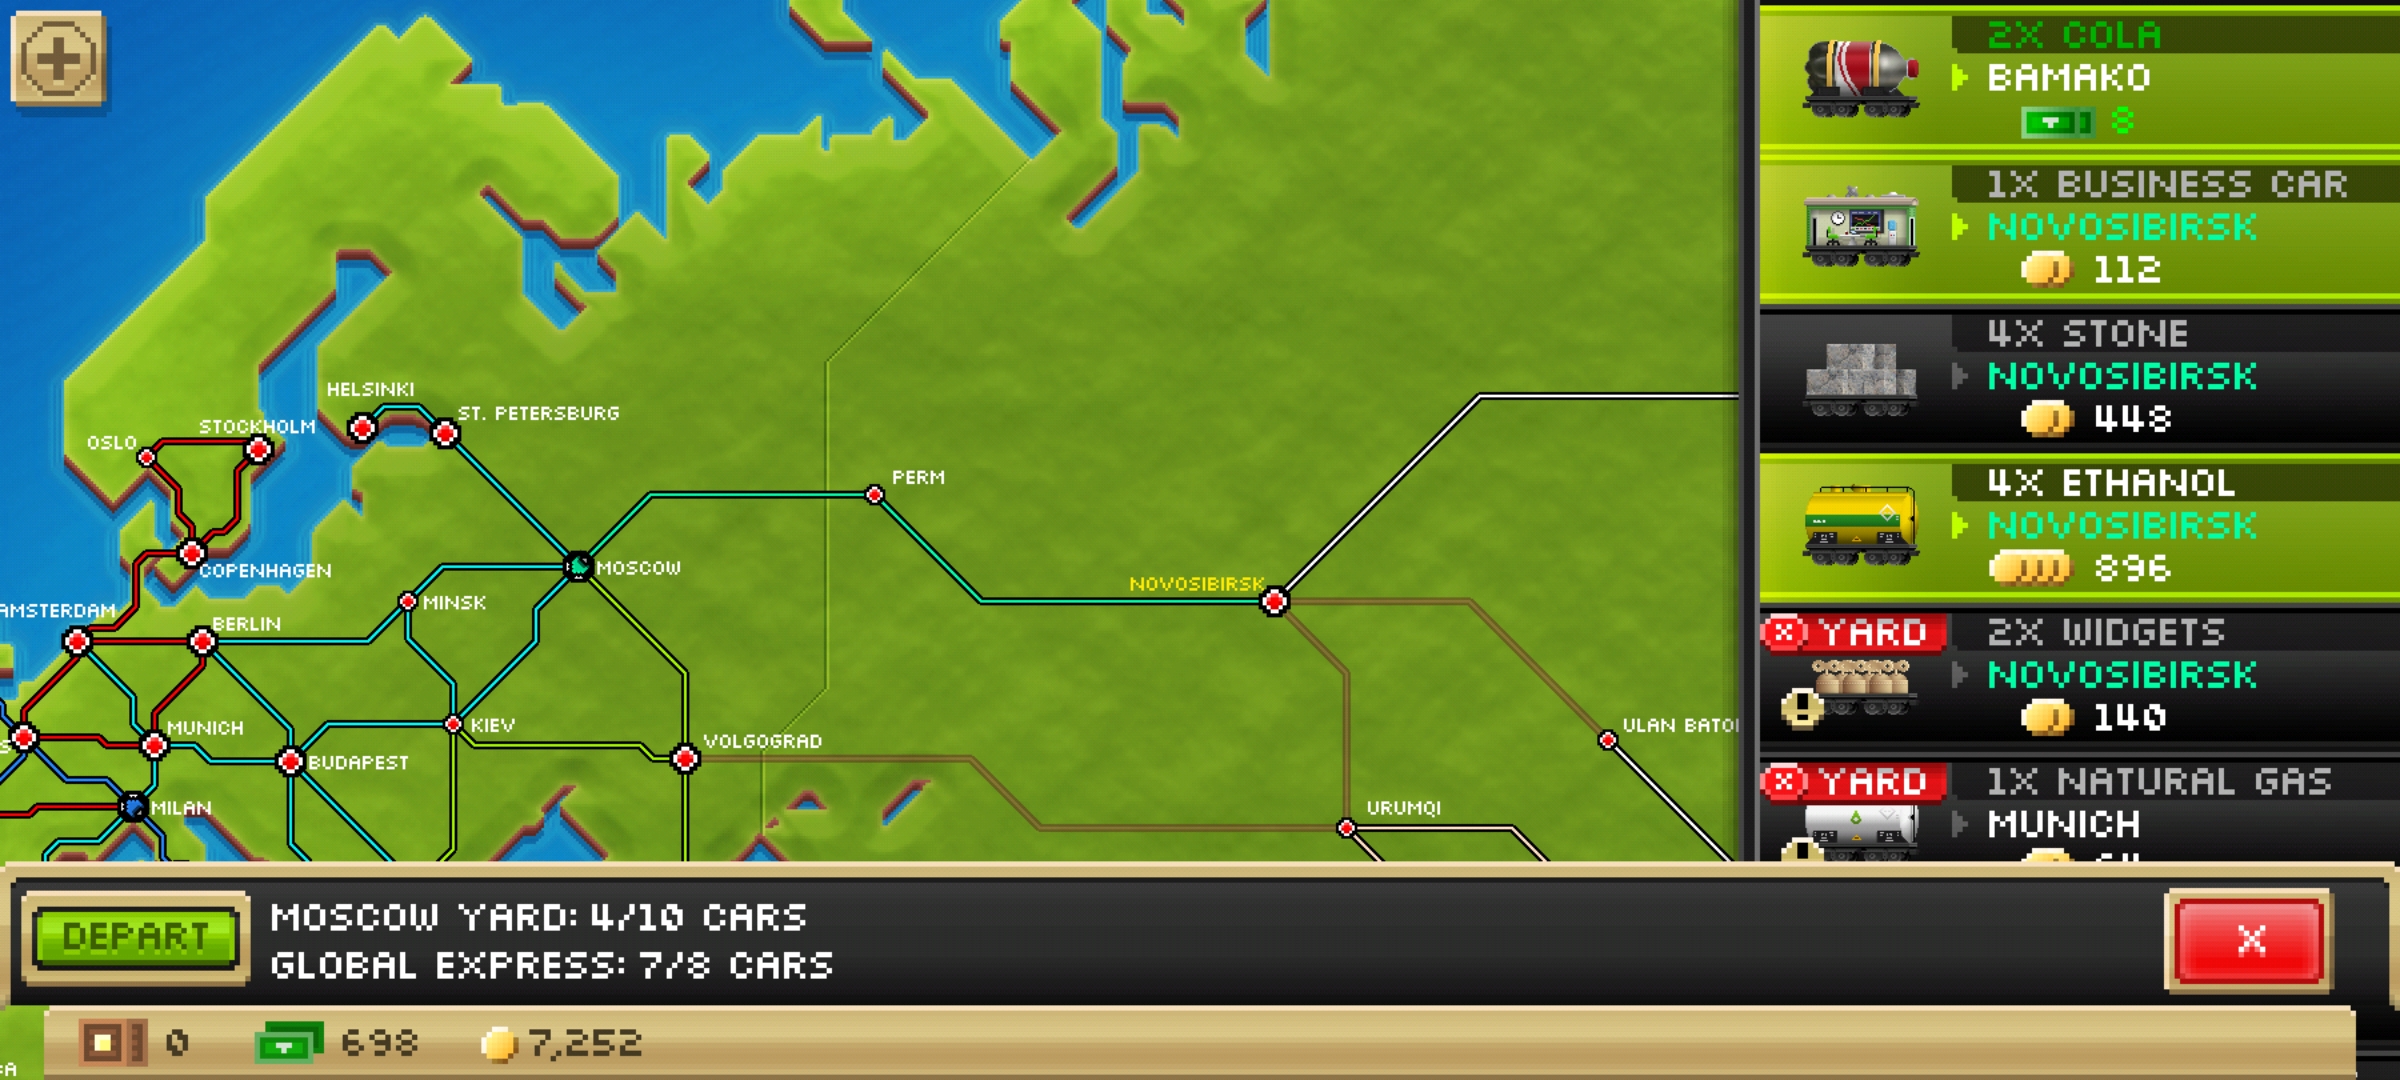 HELSINKI
ST. PETERSBURG
STOCKHOLM
OSLO
PERM
COPENHAGEN
MOSCOW
NOVOSIBIRSK
AMSTERDAM
MINSK
BERLIN
MUNICH
KIEV
VOLGOGRAD
ULAN BATO
BUDAPEST
MILAN
URUMQI
2X COLA
BAMAKO
8
1X BUSINESS CAR
NOVOSIBIRSK
112
4X STONE
NOVOSIBIRSK
448
4X ETHANOL
NOVOSIBIRSK
896
X YARD
2X WIDGETS
NOVOSIBIRSK
140
X YARD
1X NATURAL GAS
MUNICH
DEPART
MOSCOW YARD: 4/10 CARS
GLOBAL EXPRESS: 7/8 CARS
X
0
698
7,252